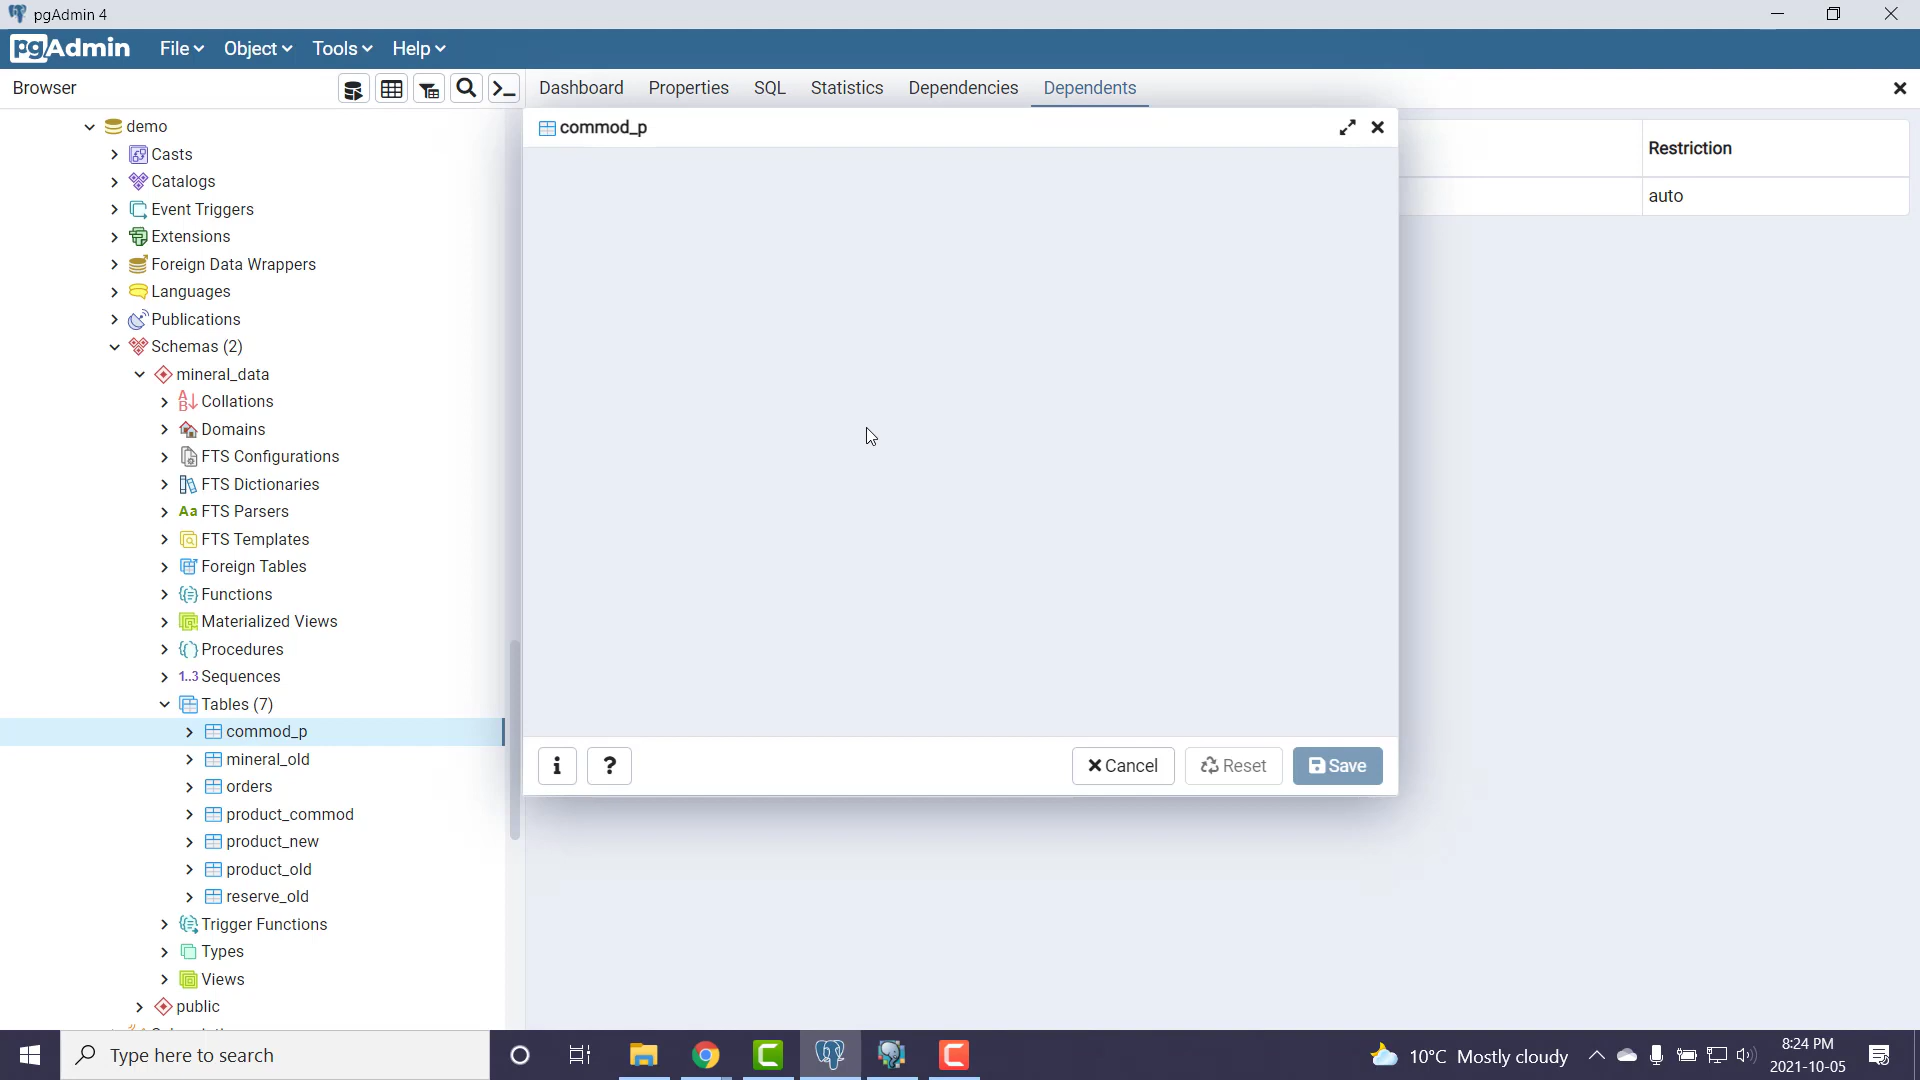 pgAdmin 4
pgAdmin File Object Tools Help
Browser
Dashboard Properties SQL Statistics Dependencies Dependents
demo
Casts
Catalogs
Event Triggers
Extensions
Foreign Data Wrappers
Languages
Publications
Schemas (2)
mineral_data
Collations
Domains
FTS Configurations
FTS Dictionaries
Aa FTS Parsers
FTS Templates
Foreign Tables
Functions
Materialized Views
Procedures
1..3 Sequences
Tables (7)
commod_p
mineral_old
orders
product_commod
product_new
product_old
reserve_old
Trigger Functions
Types
Views
public
commod_p
Restriction
auto
i ? Cancel Reset Save
Type here to search
10°C Mostly cloudy
8:24 PM
2021-10-05